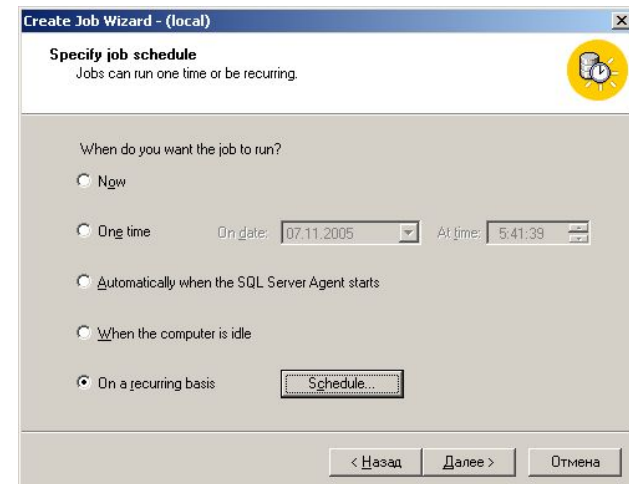 Create Job Wizard - (local)
Specify job schedule
Jobs can run one time or be recurring.
When do you want the job to run?
Now
One time On date: 07.11.2005 At time: 5:41:39
Automatically when the SQL Server Agent starts
When the computer is idle
On a recurring basis Schedule...
< Назад Далее > Отмена